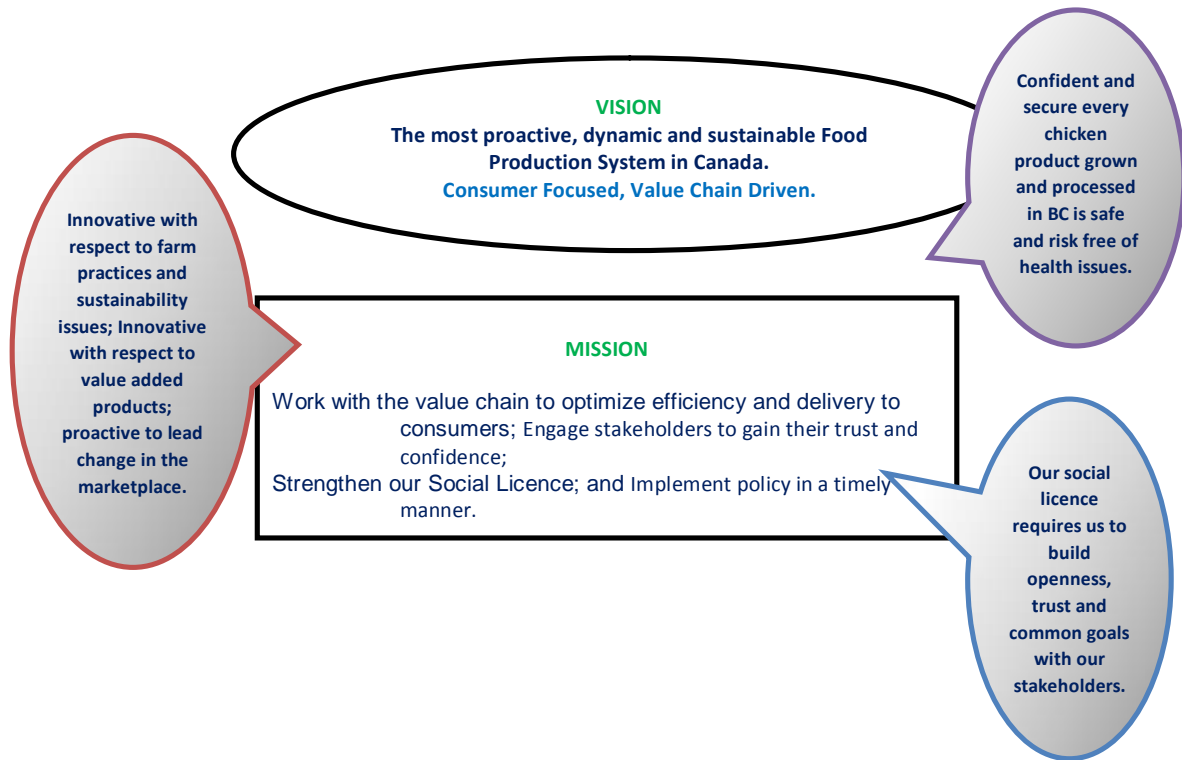 VISION
The most proactive, dynamic and sustainable Food
Production System in Canada.
Consumer Focused, Value Chain Driven.
Confident and
secure every
chicken
product grown
and processed
in BC is safe
and risk free of
health issues.
Innovative with
respect to farm
practices and
sustainability
issues; Innovative
with respect to
value added
products;
proactive to lead
change in the
marketplace.
MISSION
Work with the value chain to optimize efficiency and delivery to
consumers; Engage stakeholders to gain their trust and
confidence;
Strengthen our Social Licence; and Implement policy in a timely
manner.
Our social
licence
requires us to
build
openness,
trust and
common goals
with our
stakeholders.